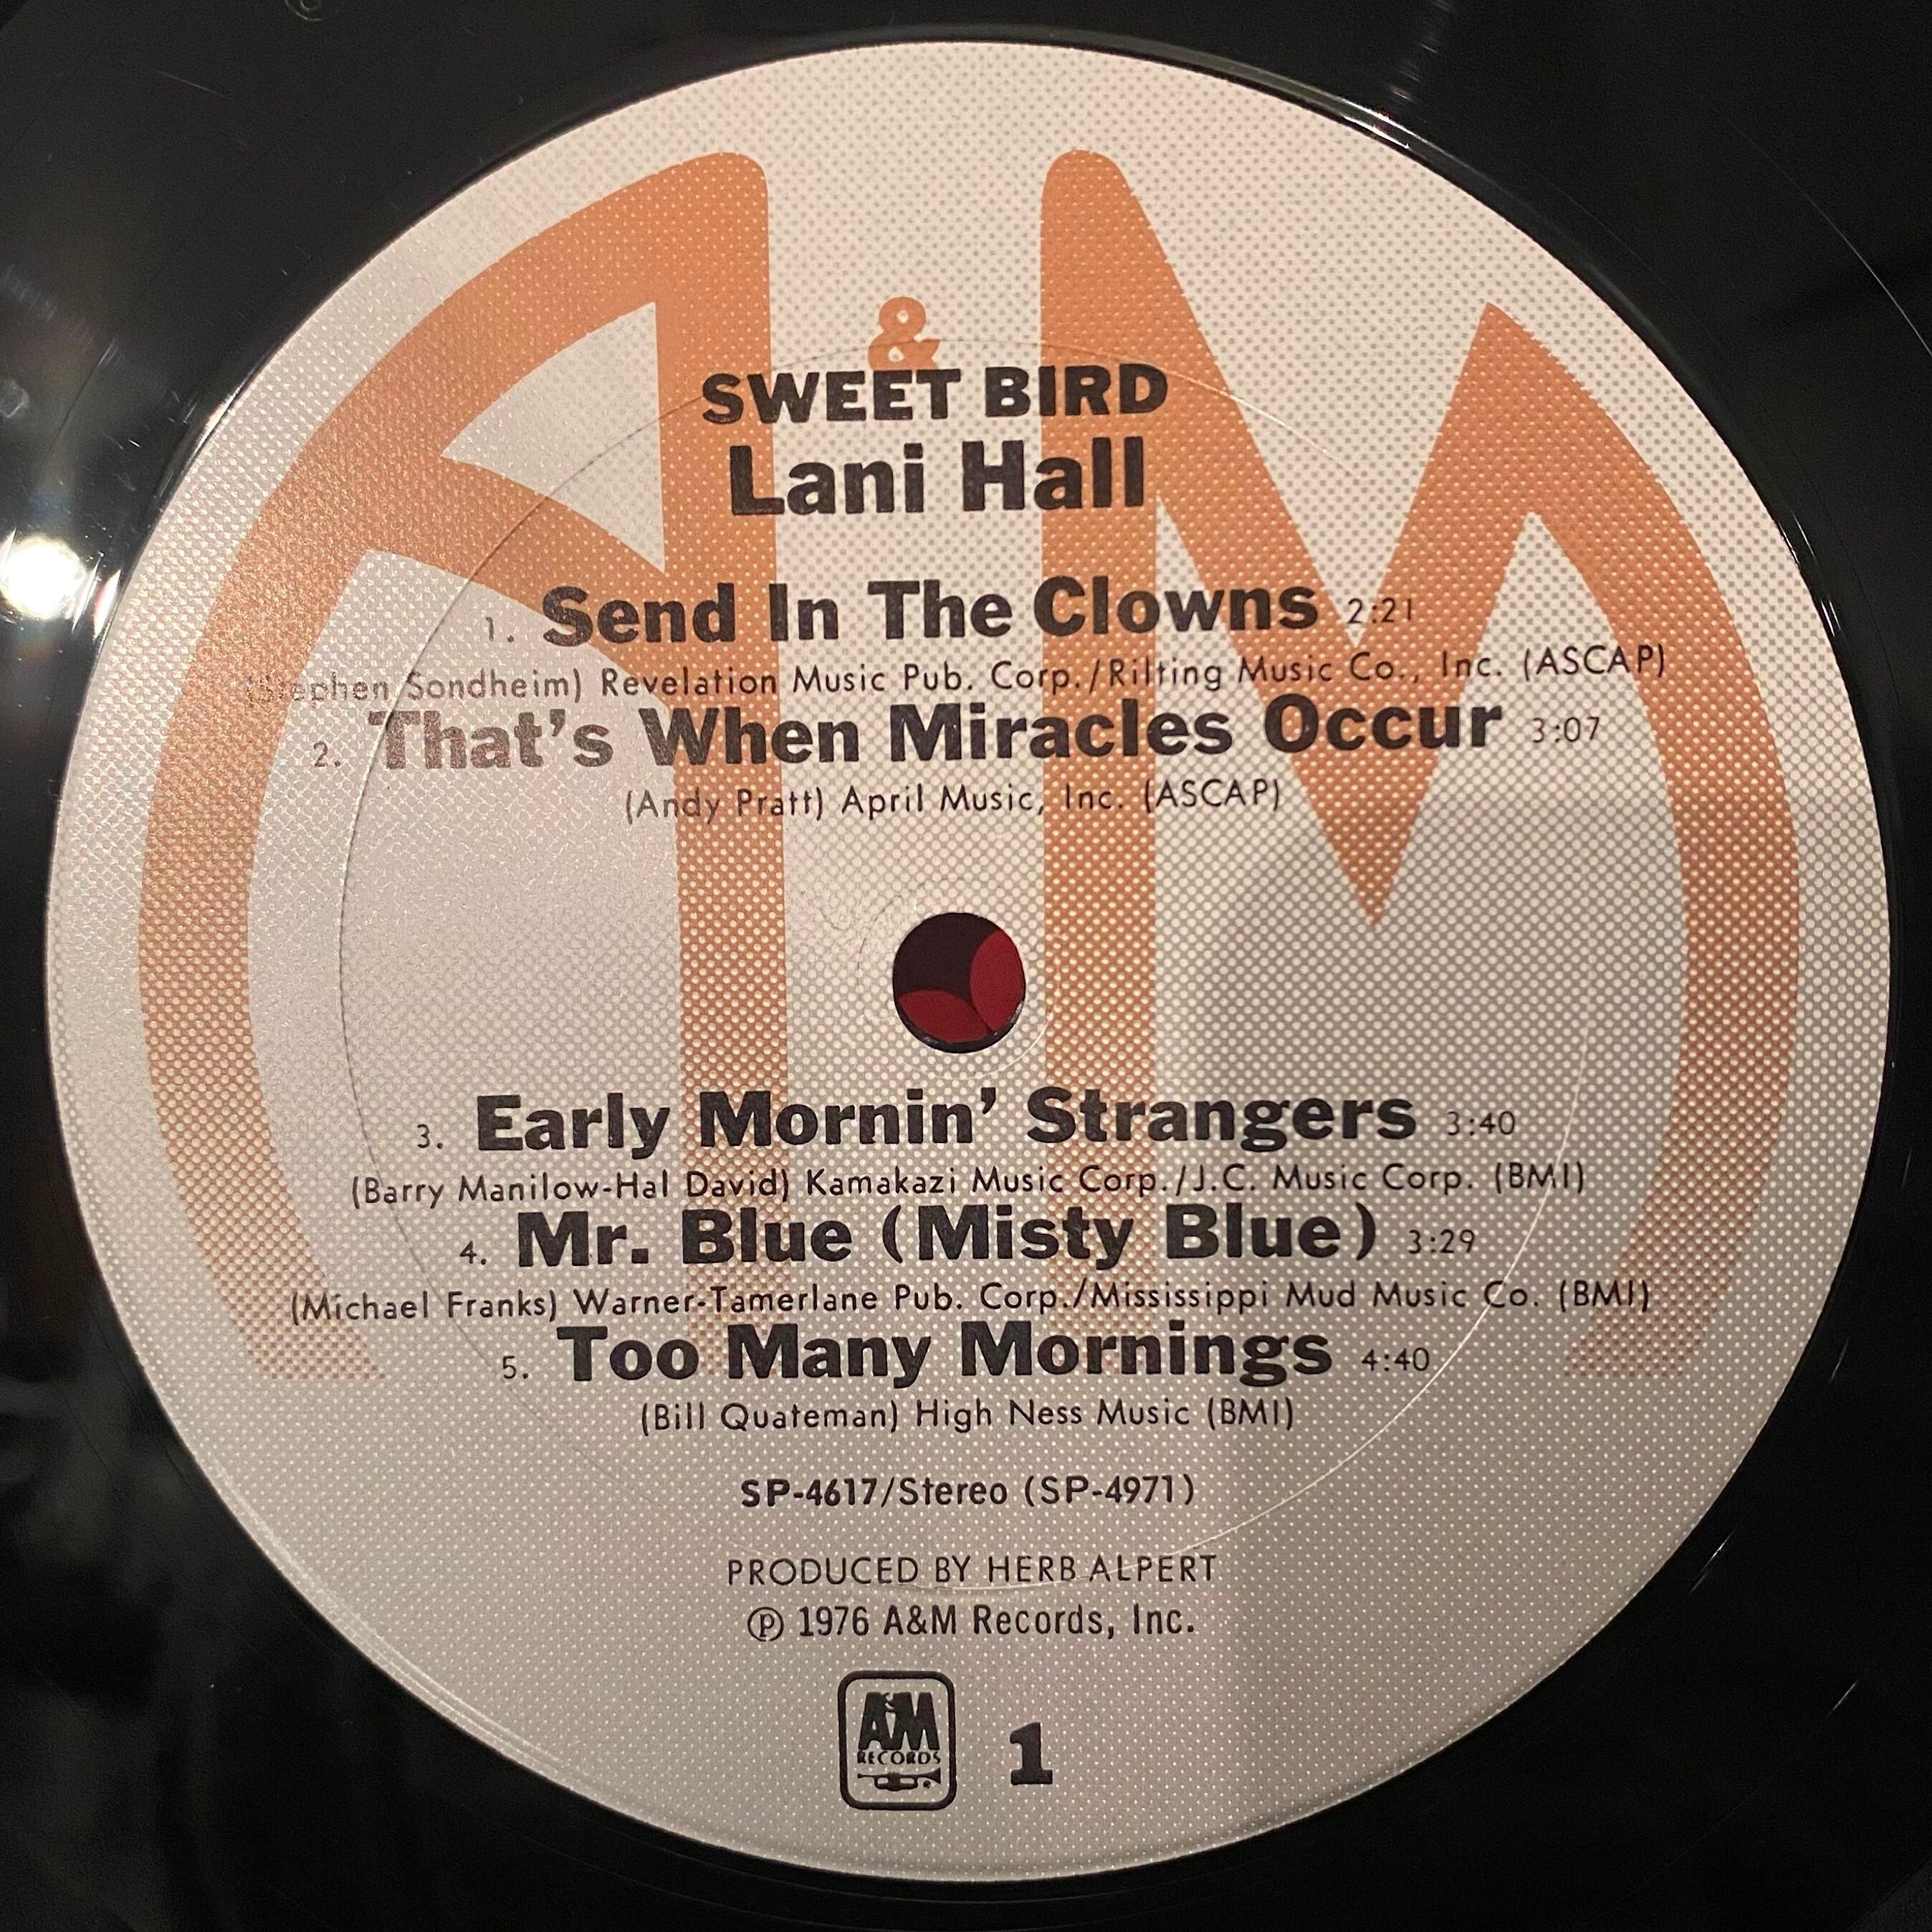 A & M
SWEET BIRD
Lani Hall
1. Send In The Clowns 2:21
(Stephen Sondheim) Revelation Music Pub. Corp./Rilting Music Co., Inc. (ASCAP)
2. That's When Miracles Occur 3:07
(Andy Pratt) April Music, Inc. (ASCAP)
3. Early Mornin' Strangers 3:40
(Barry Manilow-Hal David) Kamakazi Music Corp./J.C. Music Corp. (BMI)
4. Mr. Blue (Misty Blue) 3:29
(Michael Franks) Warner-Tamerlane Pub. Corp./Mississippi Mud Music Co. (BMI)
5. Too Many Mornings 4:40
(Bill Quateman) High Ness Music (BMI)
SP-4617/Stereo (SP-4971)
PRODUCED BY HERB ALPERT
℗ 1976 A&M Records, Inc.
A&M
RECORDS
1